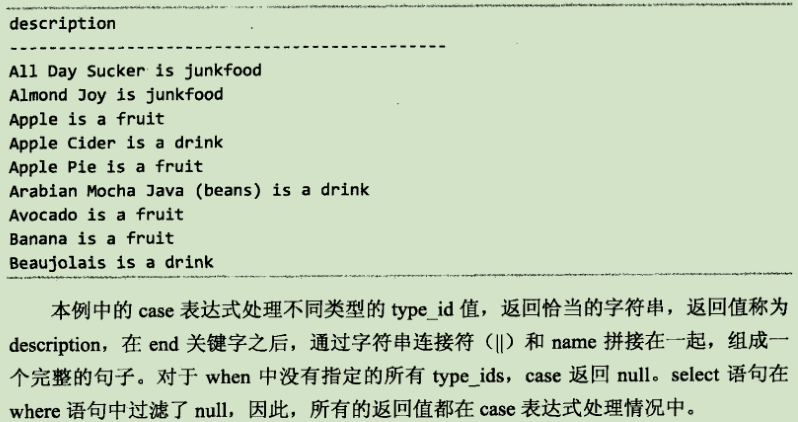 description
----------------------------------------------
All Day Sucker is junkfood
Almond Joy is junkfood
Apple is a fruit
Apple Cider is a drink
Apple Pie is a fruit
Arabian Mocha Java (beans) is a drink
Avocado is a fruit
Banana is a fruit
Beaujolais is a drink
本例中的 case 表达式处理不同类型的 type_id 值，返回恰当的字符串，返回值称为
description，在 end 关键字之后，通过字符串连接符（||）和 name 拼接在一起，组成一
个完整的句子。对于 when 中没有指定的所有 type_ids，case 返回 null。select 语句在
where 语句中过滤了 null，因此，所有的返回值都在 case 表达式处理情况中。